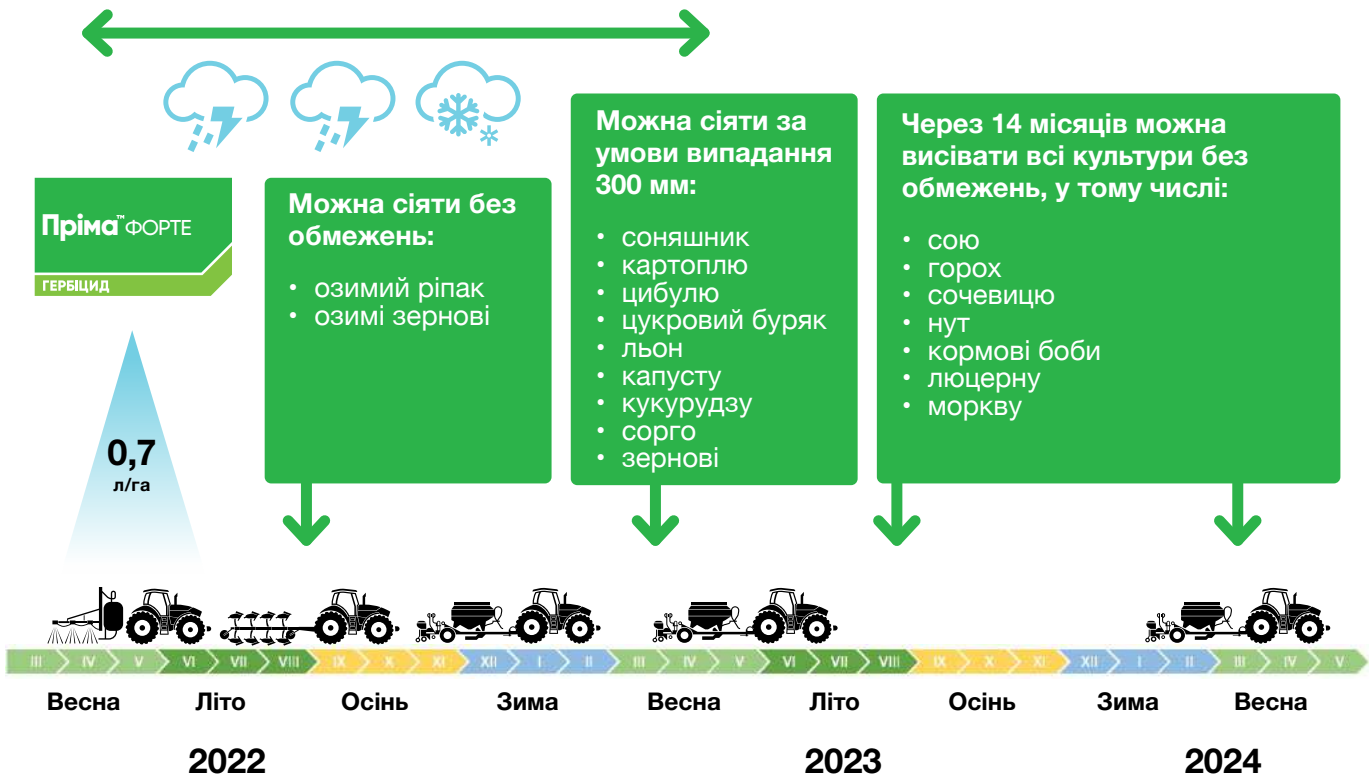 Пріма™ ФОРТЕ
ГЕРБІЦИД
0,7
л/га
Можна сіяти без
обмежень:
• озимий ріпак
• озимі зернові
Можна сіяти за
умови випадання
300 мм:
• соняшник
• картоплю
• цибулю
• цукровий буряк
• льон
• капусту
• кукурудзу
• сорго
• зернові
Через 14 місяців можна
висівати всі культури без
обмежень, у тому числі:
• сою
• горох
• сочевицю
• нут
• кормові боби
• люцерну
• моркву
III IV V VI VII VIII IX X XI XII I II III IV V VI VII VIII IX X XI XII I II III IV V
Весна Літо Осінь Зима Весна Літо Осінь Зима Весна
2022 2023 2024